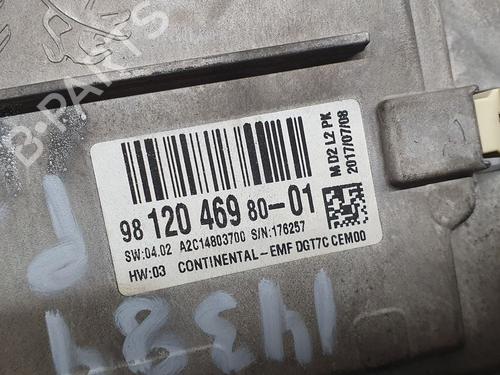 B-PARTS
M D2 L2 PK
2017/07/08
98 120 469 80-01
SW:04.02 A2C14803700 S/N:176257
HW:03 CONTINENTAL-EMF DGT7C CEM00
14384